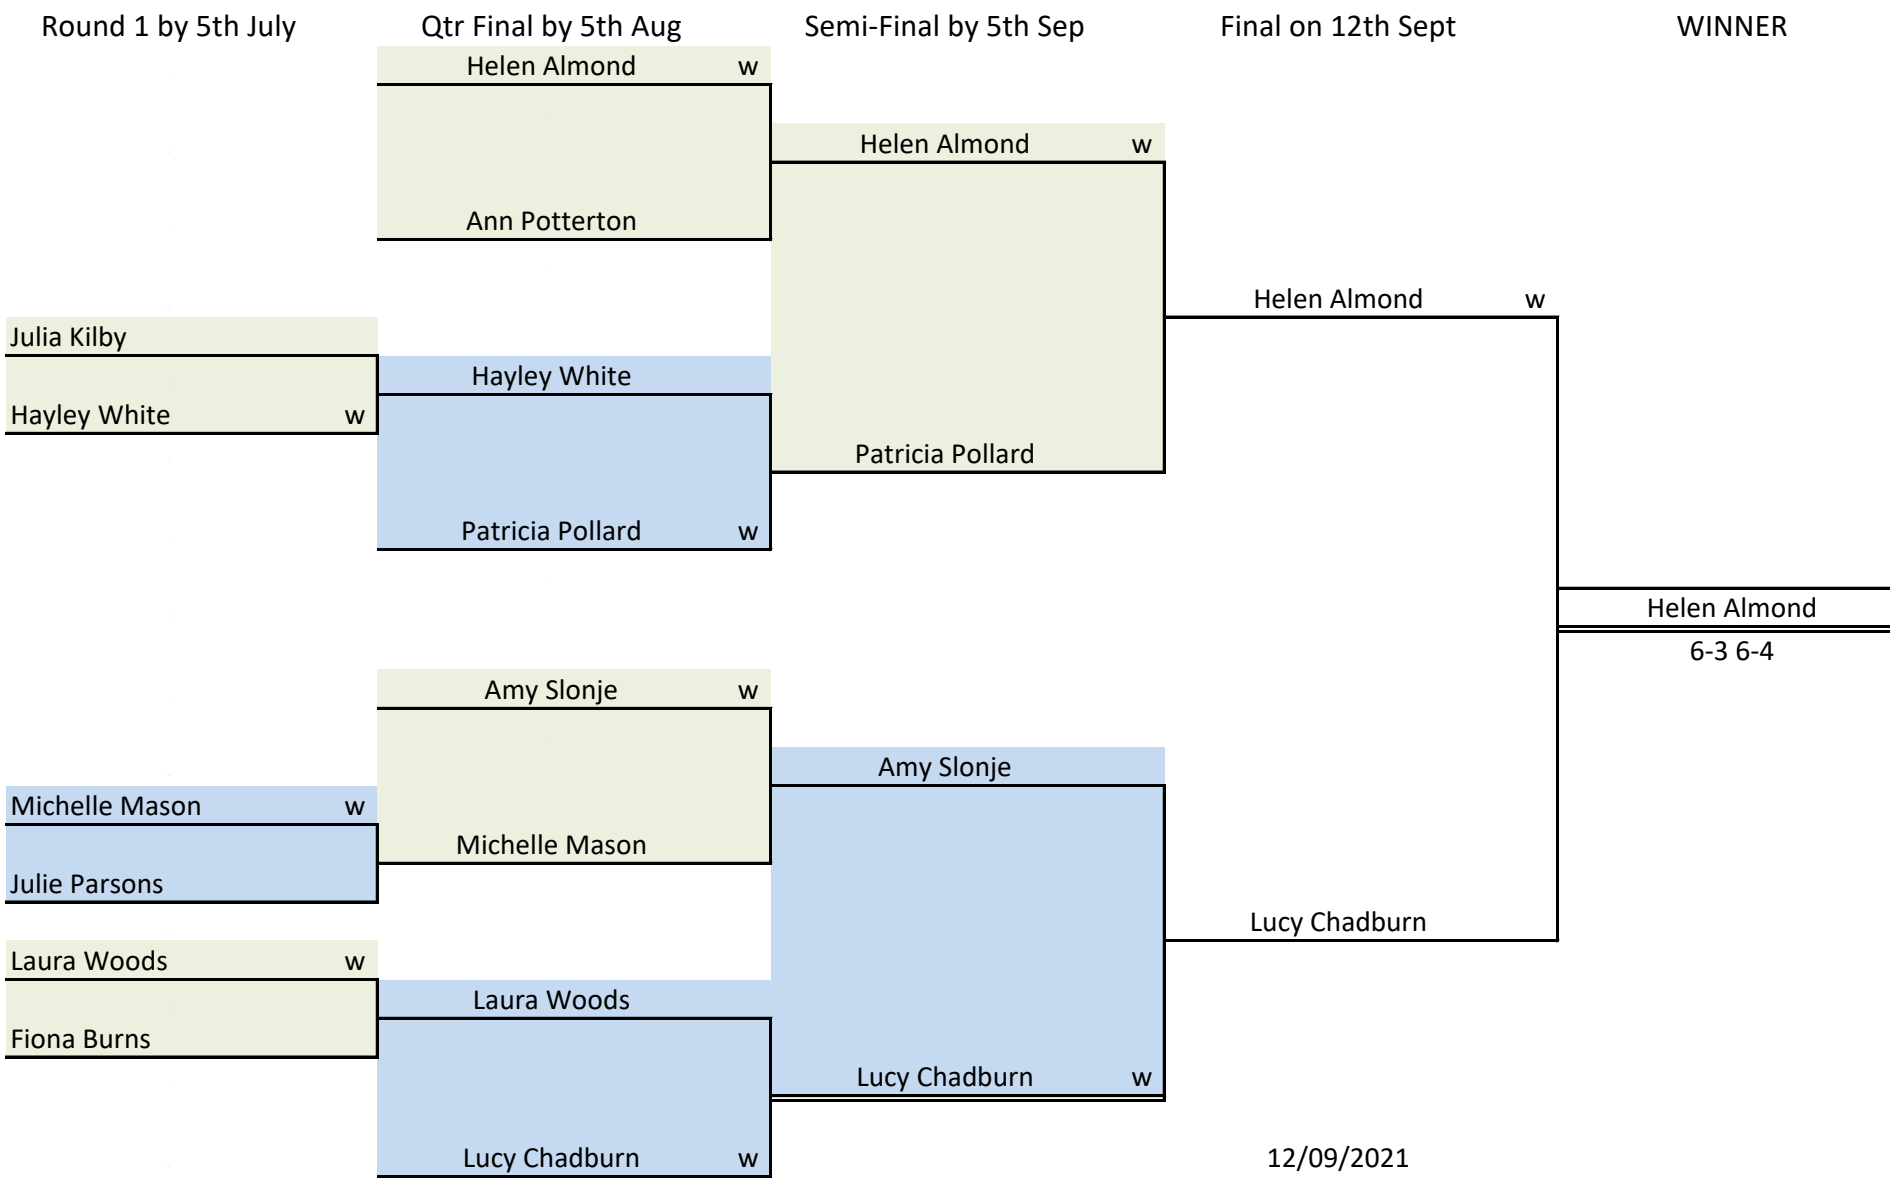 Round 1 by 5th July Qtr Final by 5th Aug Semi-Final by 5th Sep Final on 12th Sept WINNER
Helen Almond w
Helen Almond w
Ann Potterton
Helen Almond w
Julia Kilby
Hayley White
Hayley White w
Patricia Pollard
Patricia Pollard w
Helen Almond
6-3 6-4
Amy Slonje w
Amy Slonje
Michelle Mason w
Michelle Mason
Julie Parsons
Lucy Chadburn
Laura Woods w
Laura Woods
Fiona Burns
Lucy Chadburn w
Lucy Chadburn w
12/09/2021